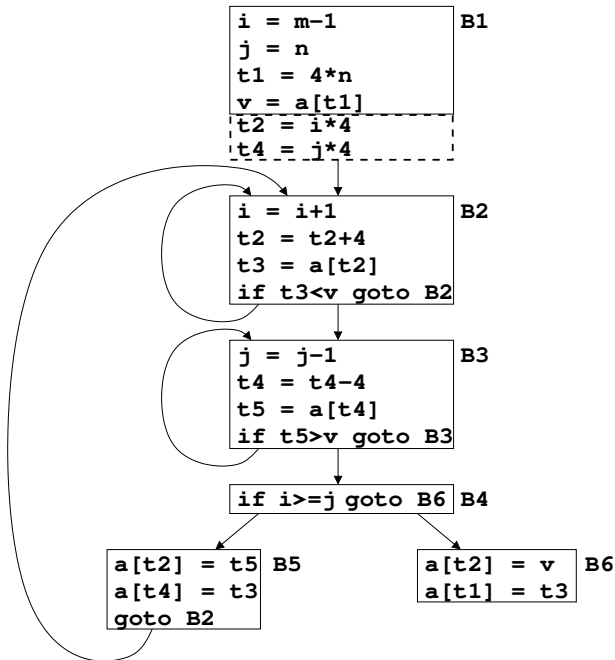 i = m-1 B1
j = n
t1 = 4*n
v = a[t1]
t2 = i*4
t4 = j*4
i = i+1 B2
t2 = t2+4
t3 = a[t2]
if t3<v goto B2
j = j-1 B3
t4 = t4-4
t5 = a[t4]
if t5>v goto B3
if i>=j goto B6 B4
a[t2] = t5 B5
a[t4] = t3
goto B2
a[t2] = v B6
a[t1] = t3